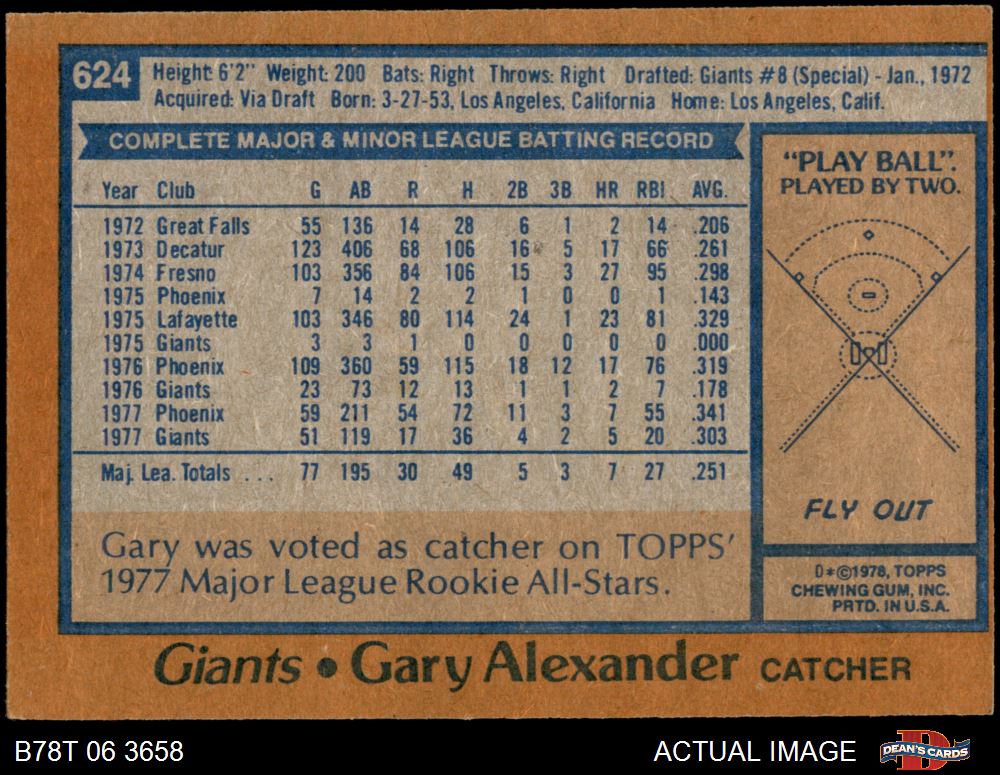 624
Height: 6'2" Weight: 200 Bats: Right Throws: Right Drafted: Giants #8 (Special) - Jan., 1972
Acquired: Via Draft Born: 3-27-53, Los Angeles, California Home: Los Angeles, Calif.
COMPLETE MAJOR & MINOR LEAGUE BATTING RECORD
Year Club G AB R H 2B 3B HR RBI AVG.
1972 Great Falls 55 136 14 28 6 1 2 14 .206
1973 Decatur 123 406 68 106 16 5 17 66 .261
1974 Fresno 103 356 84 106 15 3 27 95 .298
1975 Phoenix 7 14 2 2 1 0 0 1 .143
1975 Lafayette 103 346 80 114 24 1 23 81 .329
1975 Giants 3 3 1 0 0 0 0 0 .000
1976 Phoenix 109 360 59 115 18 12 17 76 .319
1976 Giants 23 73 12 13 1 1 2 7 .178
1977 Phoenix 59 211 54 72 11 3 7 55 .341
1977 Giants 51 119 17 36 4 2 5 20 .303
Maj. Lea. Totals ... 77 195 30 49 5 3 7 27 .251
Gary was voted as catcher on TOPPS'
1977 Major League Rookie All-Stars.
"PLAY BALL".
PLAYED BY TWO.
FLY OUT
D*©1978, TOPPS
CHEWING GUM, INC.
PRTD. IN U.S.A.
Giants • Gary Alexander CATCHER
B78T 06 3658
ACTUAL IMAGE
D
DEAN'S CARDS